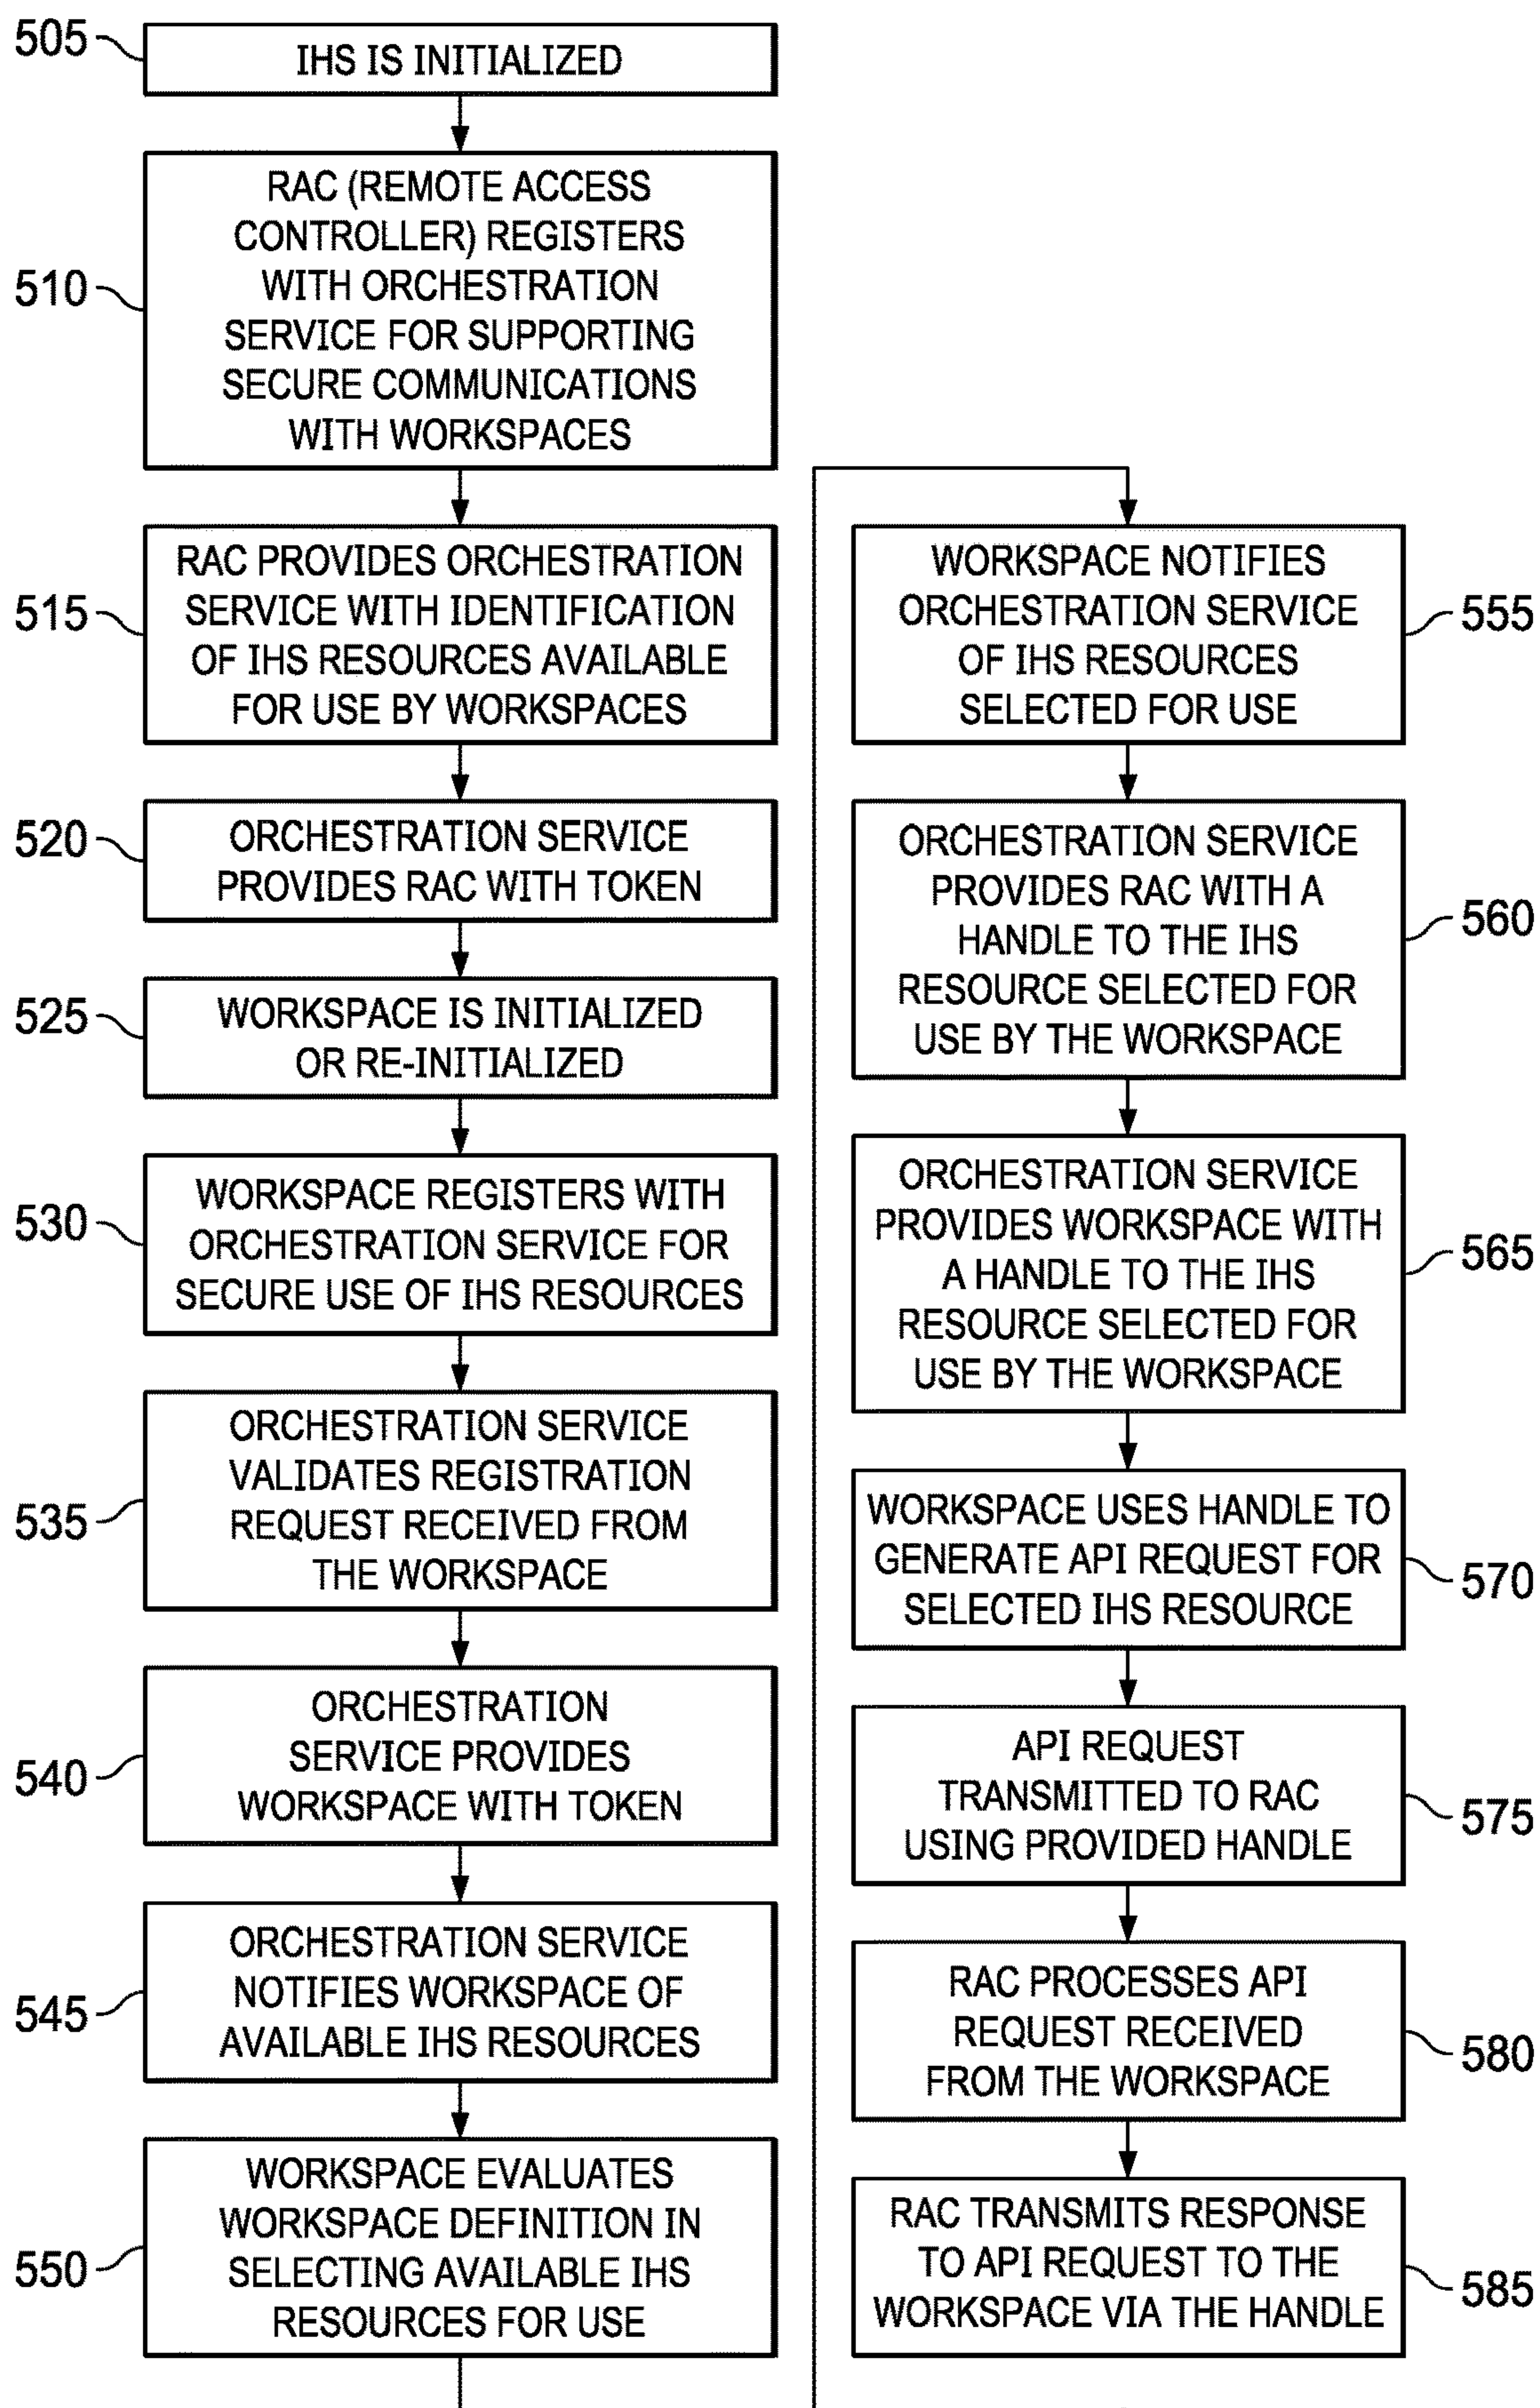 505
IHS IS INITIALIZED
510
RAC (REMOTE ACCESS
CONTROLLER) REGISTERS
WITH ORCHESTRATION
SERVICE FOR SUPPORTING
SECURE COMMUNICATIONS
WITH WORKSPACES
515
RAC PROVIDES ORCHESTRATION
SERVICE WITH IDENTIFICATION
OF IHS RESOURCES AVAILABLE
FOR USE BY WORKSPACES
520
ORCHESTRATION SERVICE
PROVIDES RAC WITH TOKEN
525
WORKSPACE IS INITIALIZED
OR RE-INITIALIZED
530
WORKSPACE REGISTERS WITH
ORCHESTRATION SERVICE FOR
SECURE USE OF IHS RESOURCES
535
ORCHESTRATION SERVICE
VALIDATES REGISTRATION
REQUEST RECEIVED FROM
THE WORKSPACE
540
ORCHESTRATION
SERVICE PROVIDES
WORKSPACE WITH TOKEN
545
ORCHESTRATION SERVICE
NOTIFIES WORKSPACE OF
AVAILABLE IHS RESOURCES
550
WORKSPACE EVALUATES
WORKSPACE DEFINITION IN
SELECTING AVAILABLE IHS
RESOURCES FOR USE
WORKSPACE NOTIFIES
ORCHESTRATION SERVICE
OF IHS RESOURCES
SELECTED FOR USE
555
ORCHESTRATION SERVICE
PROVIDES RAC WITH A
HANDLE TO THE IHS
RESOURCE SELECTED FOR
USE BY THE WORKSPACE
560
ORCHESTRATION SERVICE
PROVIDES WORKSPACE WITH
A HANDLE TO THE IHS
RESOURCE SELECTED FOR
USE BY THE WORKSPACE
565
WORKSPACE USES HANDLE TO
GENERATE API REQUEST FOR
SELECTED IHS RESOURCE
570
API REQUEST
TRANSMITTED TO RAC
USING PROVIDED HANDLE
575
RAC PROCESSES API
REQUEST RECEIVED
FROM THE WORKSPACE
580
RAC TRANSMITS RESPONSE
TO API REQUEST TO THE
WORKSPACE VIA THE HANDLE
585